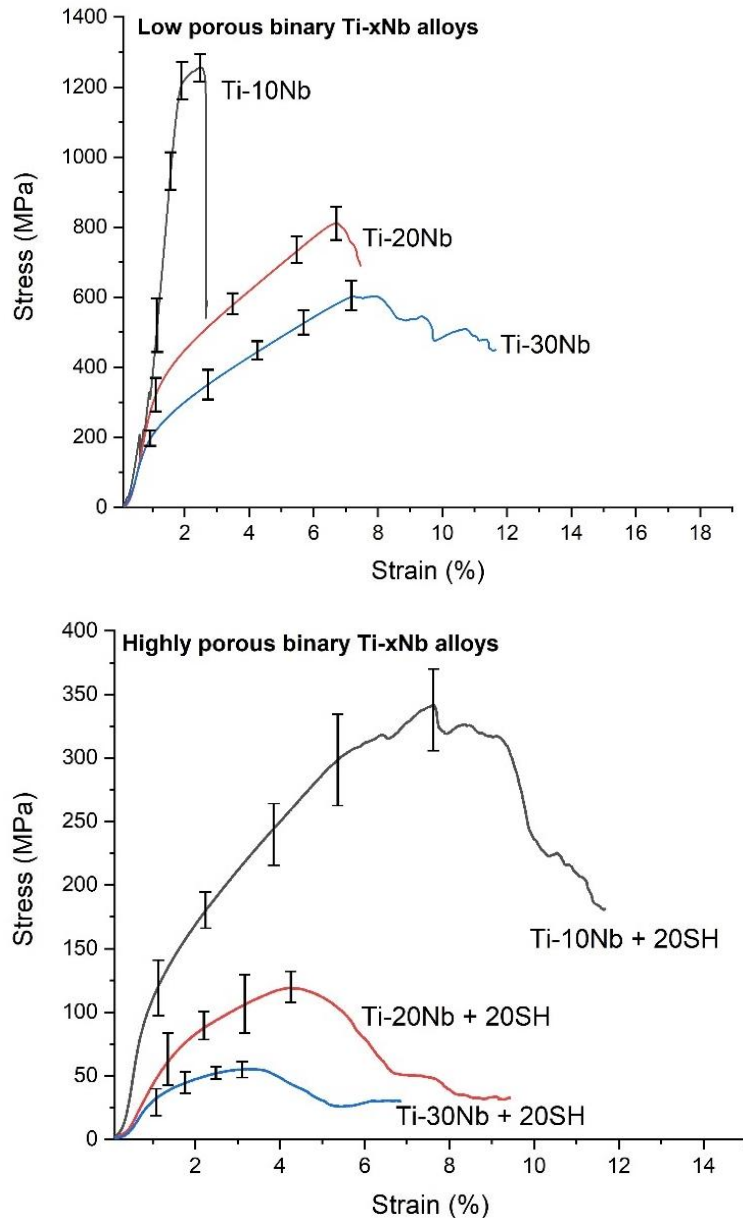 Low porous binary Ti-xNb alloys
1400
1200
1000
800
600
400
200
0
Stress (MPa)
Ti-10Nb
Ti-20Nb
Ti-30Nb
2 4 6 8 10 12 14 16 18
Strain (%)
Highly porous binary Ti-xNb alloys
400
350
300
250
200
150
100
50
0
Stress (MPa)
Ti-10Nb + 20SH
Ti-20Nb + 20SH
Ti-30Nb + 20SH
2 4 6 8 10 12 14
Strain (%)